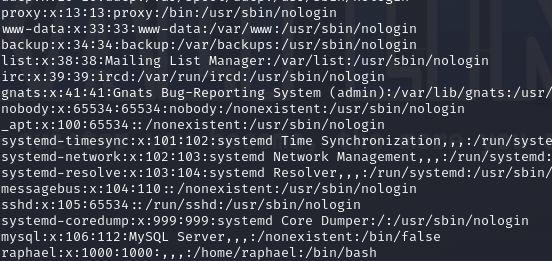 proxy:x:13:13:proxy:/bin:/usr/sbin/nologin
www-data:x:33:33:www-data:/var/www:/usr/sbin/nologin
backup:x:34:34:backup:/var/backups:/usr/sbin/nologin
list:x:38:38:Mailing List Manager:/var/list:/usr/sbin/nologin
irc:x:39:39:ircd:/var/run/ircd:/usr/sbin/nologin
gnats:x:41:41:Gnats Bug-Reporting System (admin):/var/lib/gnats:/usr/
nobody:x:65534:65534:nobody:/nonexistent:/usr/sbin/nologin
_apt:x:100:65534::/nonexistent:/usr/sbin/nologin
systemd-timesync:x:101:102:systemd Time Synchronization,,,:/run/syste
systemd-network:x:102:103:systemd Network Management,,,:/run/systemd:
systemd-resolve:x:103:104:systemd Resolver,,,:/run/systemd:/usr/sbin/
messagebus:x:104:110::/nonexistent:/usr/sbin/nologin
sshd:x:105:65534::/run/sshd:/usr/sbin/nologin
systemd-coredump:x:999:999:systemd Core Dumper:/:/usr/sbin/nologin
mysql:x:106:112:MySQL Server,,,:/nonexistent:/bin/false
raphael:x:1000:1000:,,,:/home/raphael:/bin/bash